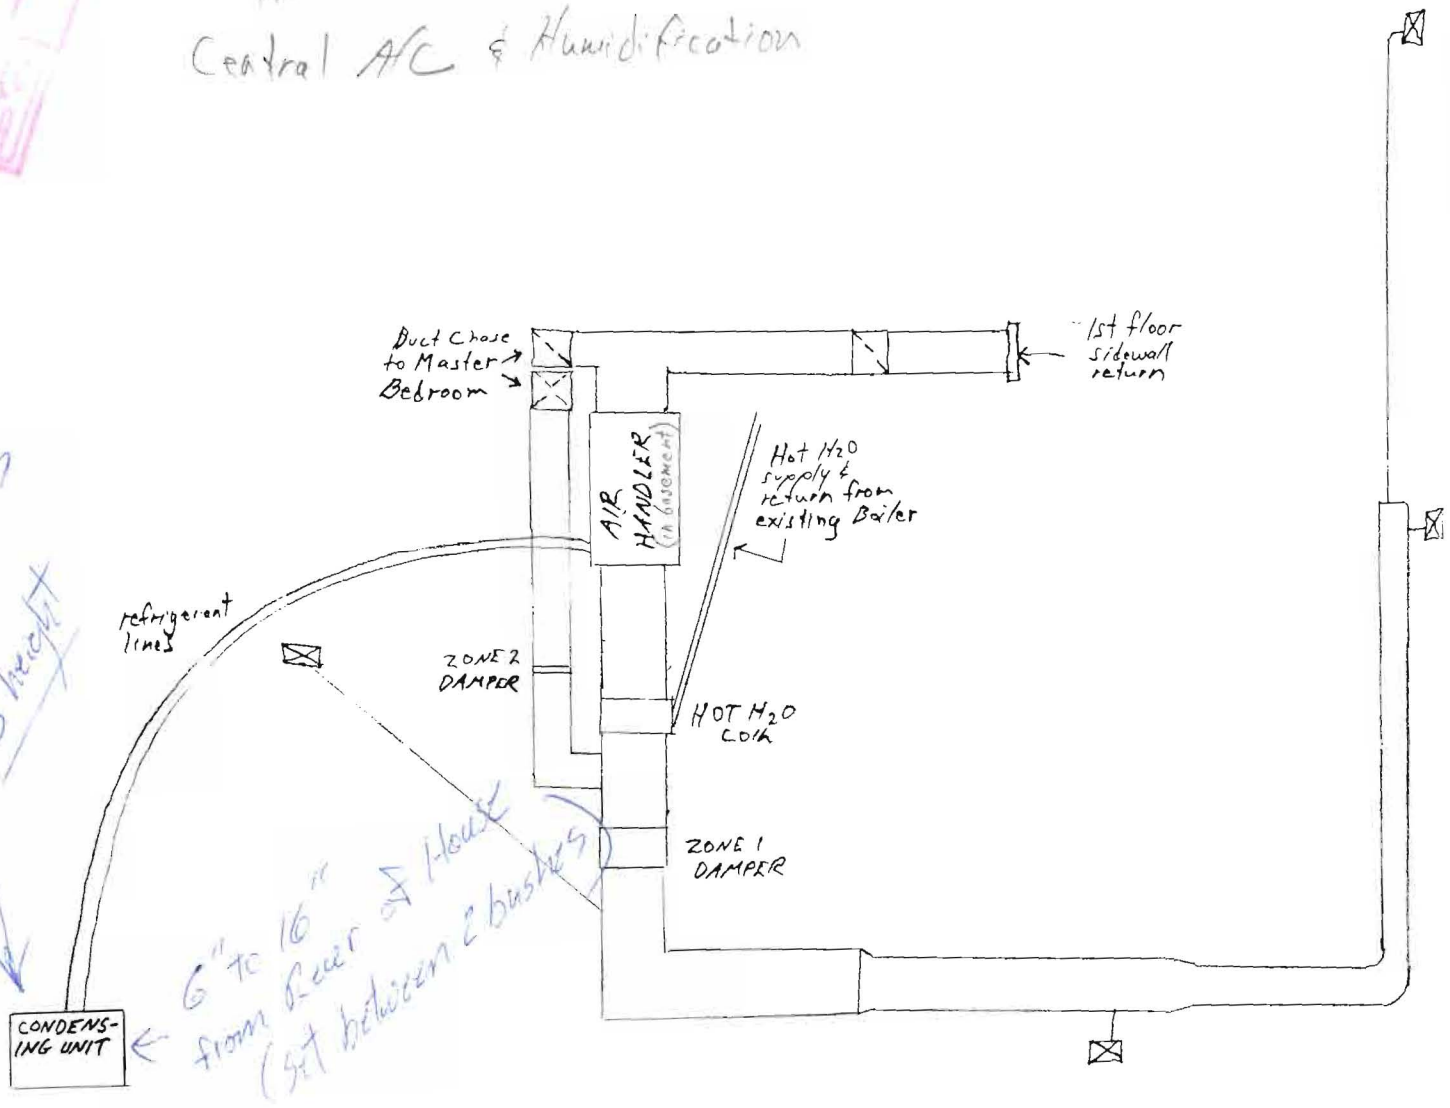 Central A/C & Humidification
Duct Chase
to Master
Bedroom
1st floor
sidewall
return
AIR
HANDLER
(in basement)
Hot H2O
supply &
return from
existing Boiler
refrigerant
lines
ZONE 2
DAMPER
HOT H2O
COIL
ZONE 1
DAMPER
height
6" to 16"
from Rear of House
(set between 2 bushes)
CONDENS-
ING UNIT